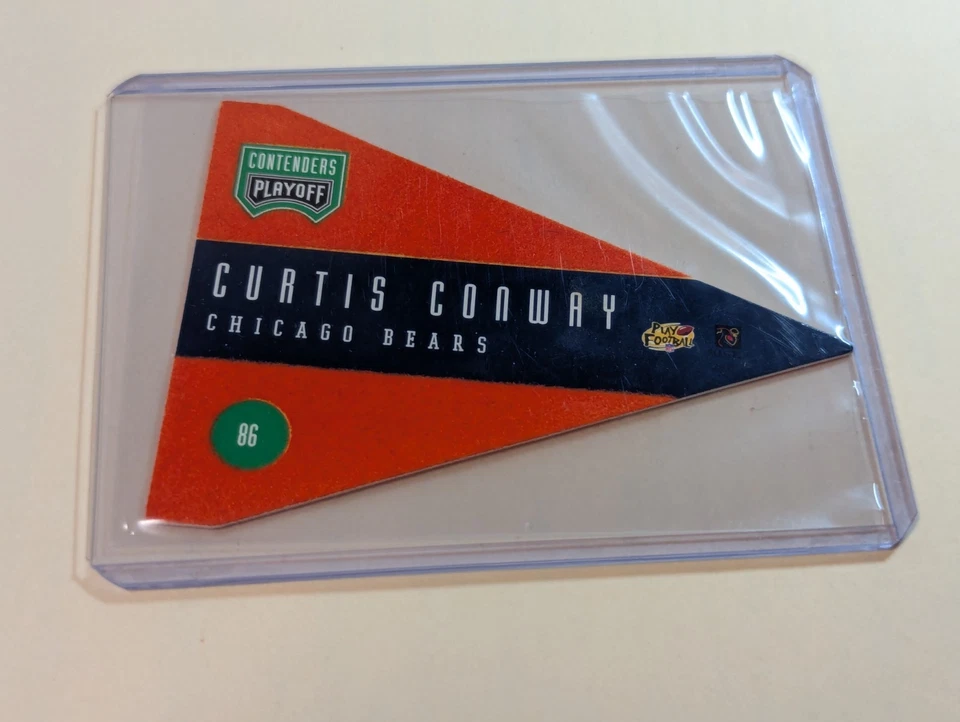 CONTENDERS
PLAYOFF
CURTIS CONWAY
CHICAGO BEARS
PLAY
FOOTBALL
86